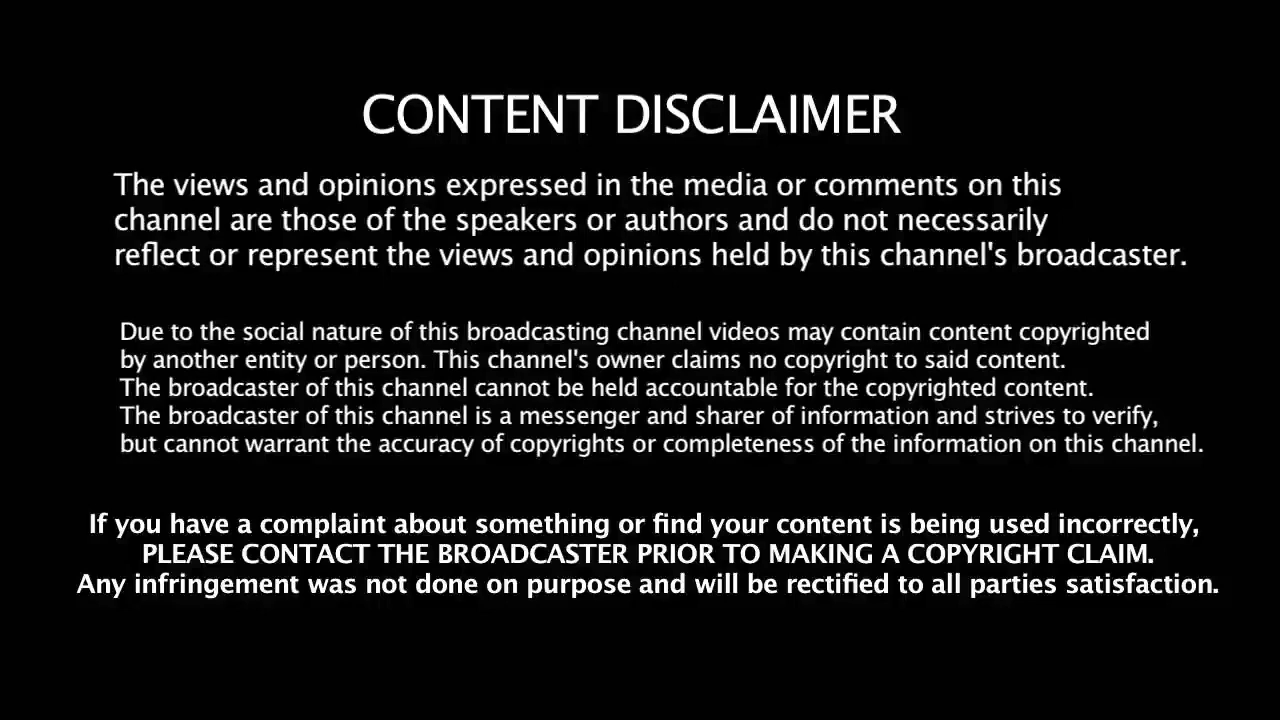 CONTENT DISCLAIMER
The views and opinions expressed in the media or comments on this
channel are those of the speakers or authors and do not necessarily
reflect or represent the views and opinions held by this channel's broadcaster.
Due to the social nature of this broadcasting channel videos may contain content copyrighted
by another entity or person. This channel's owner claims no copyright to said content.
The broadcaster of this channel cannot be held accountable for the copyrighted content.
The broadcaster of this channel is a messenger and sharer of information and strives to verify,
but cannot warrant the accuracy of copyrights or completeness of the information on this channel.
If you have a complaint about something or find your content is being used incorrectly,
PLEASE CONTACT THE BROADCASTER PRIOR TO MAKING A COPYRIGHT CLAIM.
Any infringement was not done on purpose and will be rectified to all parties satisfaction.